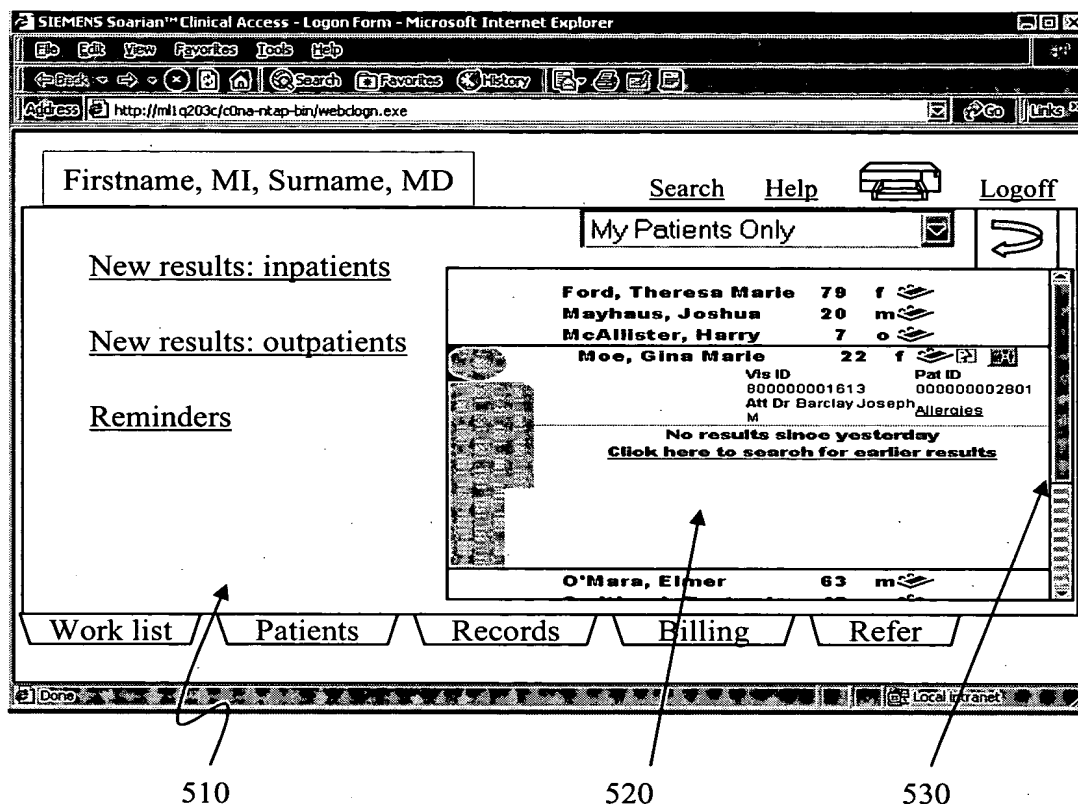 SIEMENS Soarian™ Clinical Access - Logon Form - Microsoft Internet Explorer
File Edit View Favorites Tools Help
Back Search Favorites History
Address http://ml1q203c/c0na-ntap-bin/webclogn.exe Go Links
Firstname, MI, Surname, MD
Search Help Logoff
My Patients Only
New results: inpatients
New results: outpatients
Reminders
Ford, Theresa Marie 79 f
Mayhaus, Joshua 20 m
McAllister, Harry 7 o
Moe, Gina Marie 22 f
Vis ID Pat ID
800000001613 000000002801
Att Dr Barclay Joseph Allergies
M
No results since yesterday
Click here to search for earlier results
O'Mara, Elmer 63 m
Work list Patients Records Billing Refer
Done Local intranet
510 520 530